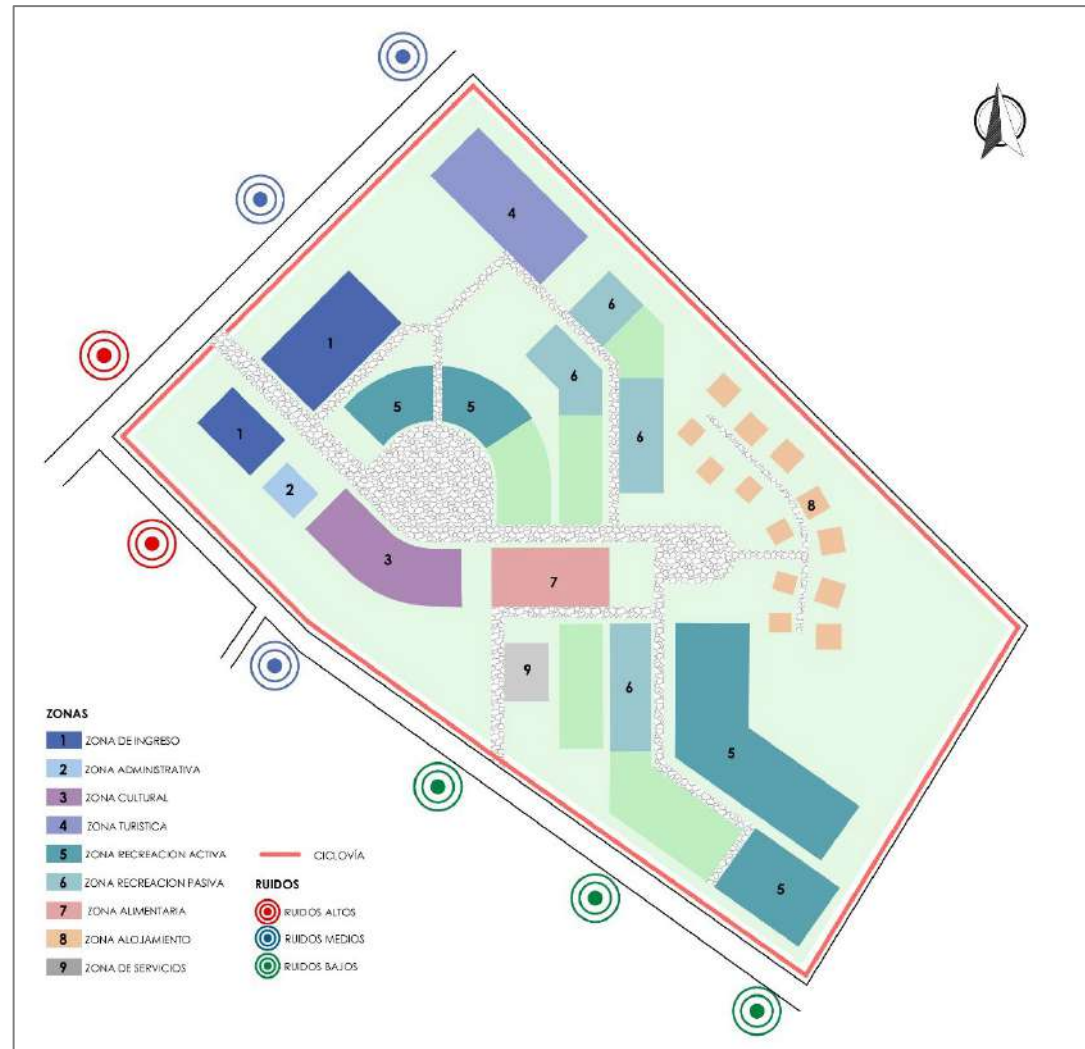 4
6
1
6
5
5
6
1
8
2
3
7
9
6
5
5
ZONAS
1 ZONA DE INGRESO
2 ZONA ADMINISTRATIVA
3 ZONA CULTURAL
4 ZONA TURISTICA
5 ZONA RECREACION ACTIVA
6 ZONA RECREACION PASIVA
7 ZONA ALIMENTARIA
8 ZONA ALOJAMIENTO
9 ZONA DE SERVICIOS
CICLOVÍA
RUIDOS
RUIDOS ALTOS
RUIDOS MEDIOS
RUIDOS BAJOS